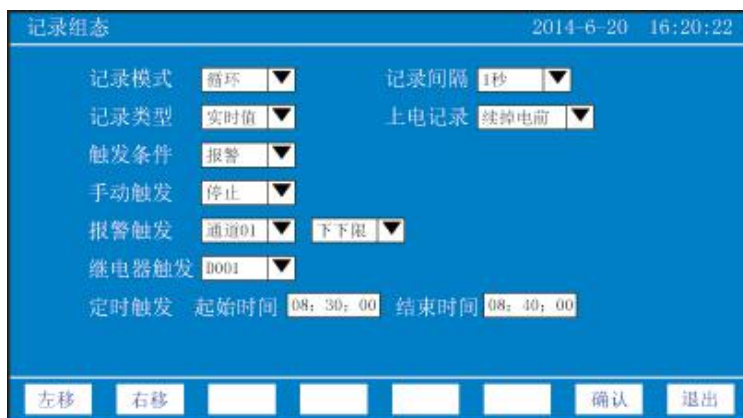 记录组态 2014-6-20 16:20:22
记录模式 循环 记录间隔 1秒
记录类型 实时值 上电记录 续掉电前
触发条件 报警
手动触发 停止
报警触发 通道01 下下限
继电器触发 DO01
定时触发 起始时间 08:30:00 结束时间 08:40:00
左移 右移 确认 退出